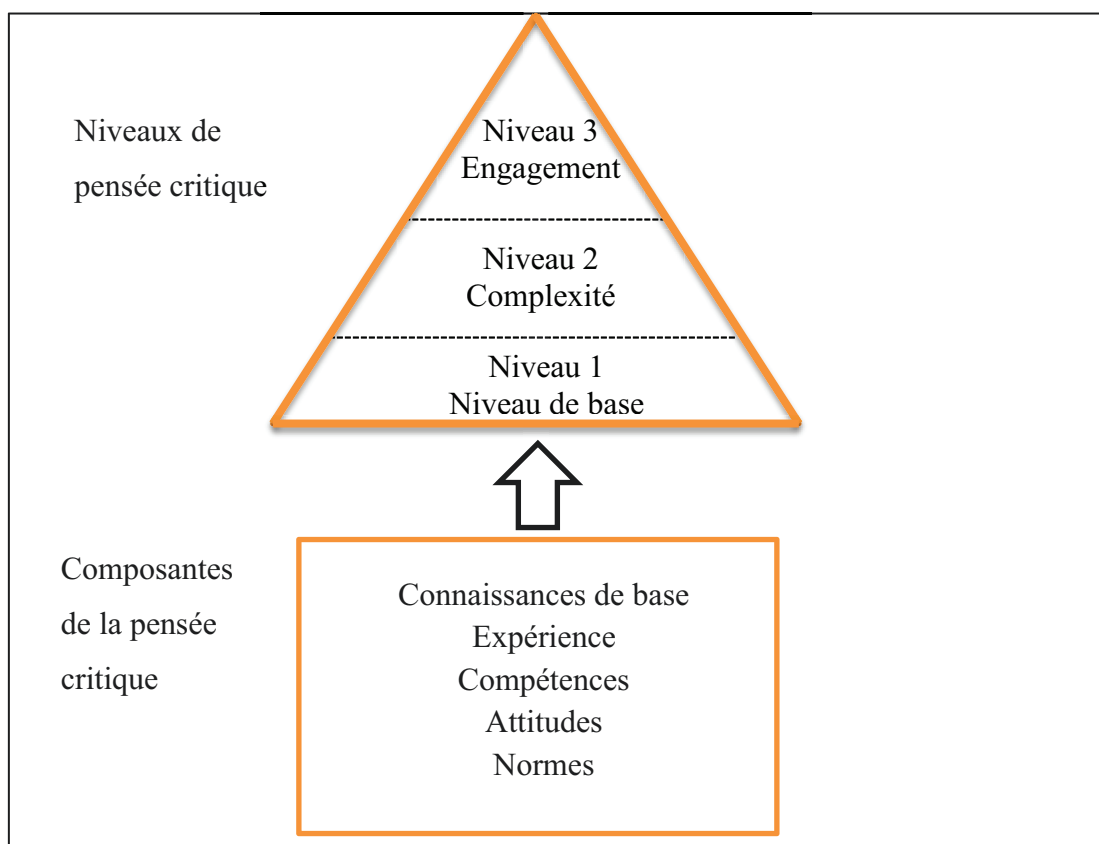 Niveaux de
pensée critique
Niveau 3
Engagement
Niveau 2
Complexité
Niveau 1
Niveau de base
Composantes
de la pensée
critique
Connaissances de base
Expérience
Compétences
Attitudes
Normes